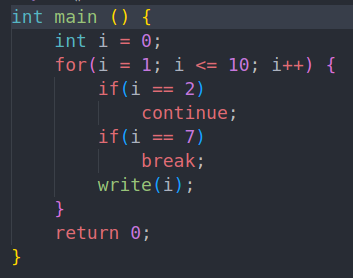 int main () {
    int i = 0;
    for(i = 1; i <= 10; i++) {
        if(i == 2)
            continue;
        if(i == 7)
            break;
        write(i);
    }
    return 0;
}